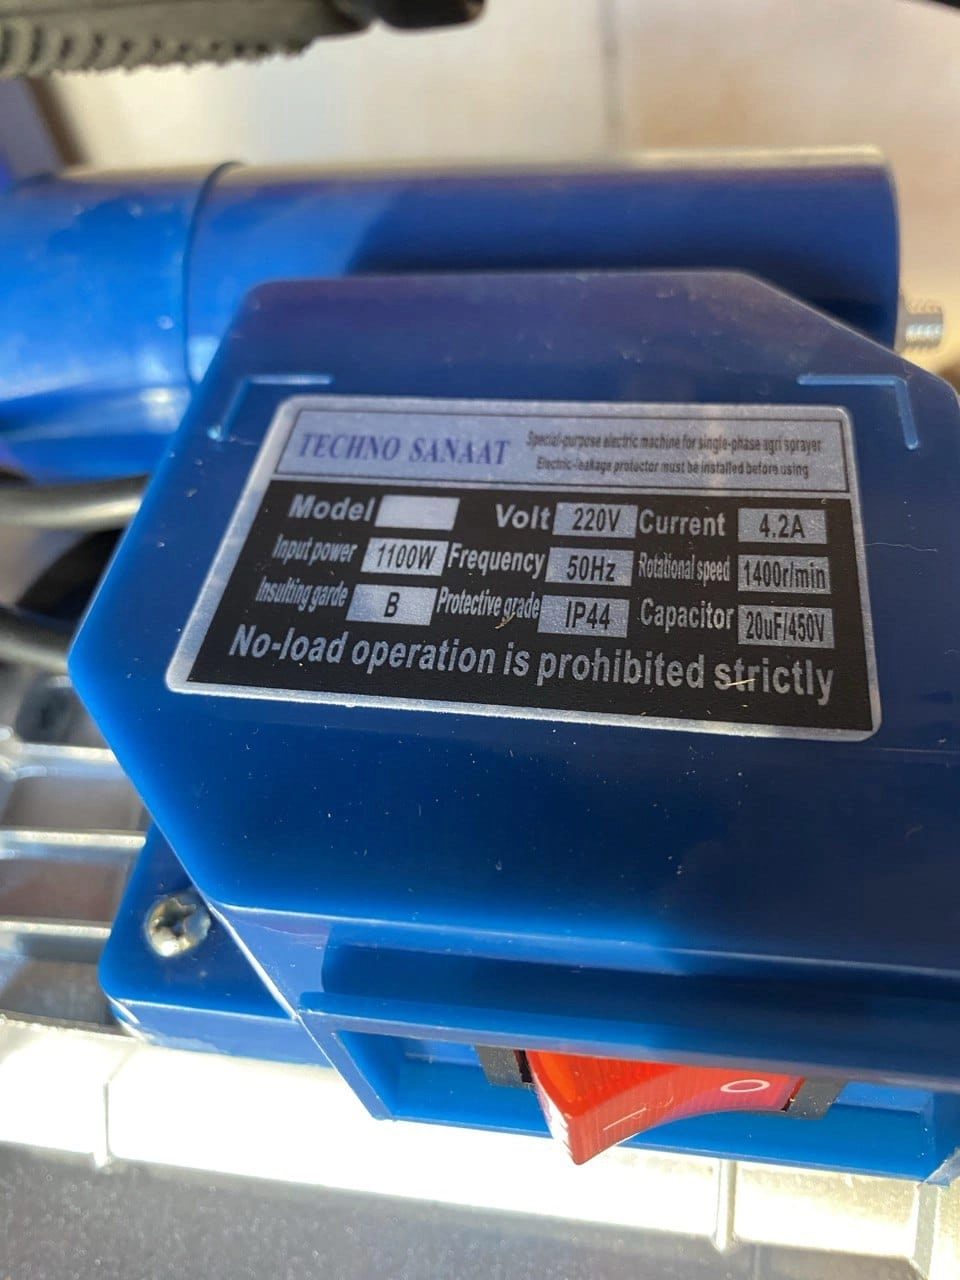 TECHNO SANAAT
Special-purpose electric machine for single-phase agri sprayer
Electric-leakage protuctor must be installed before using
Model Volt 220V Current 4.2A
Input power 1100W Frequency 50Hz Rotational speed 1400r/min
Insulting garde B Protective grade IP44 Capacitor 20uF/450V
No-load operation is prohibited strictly